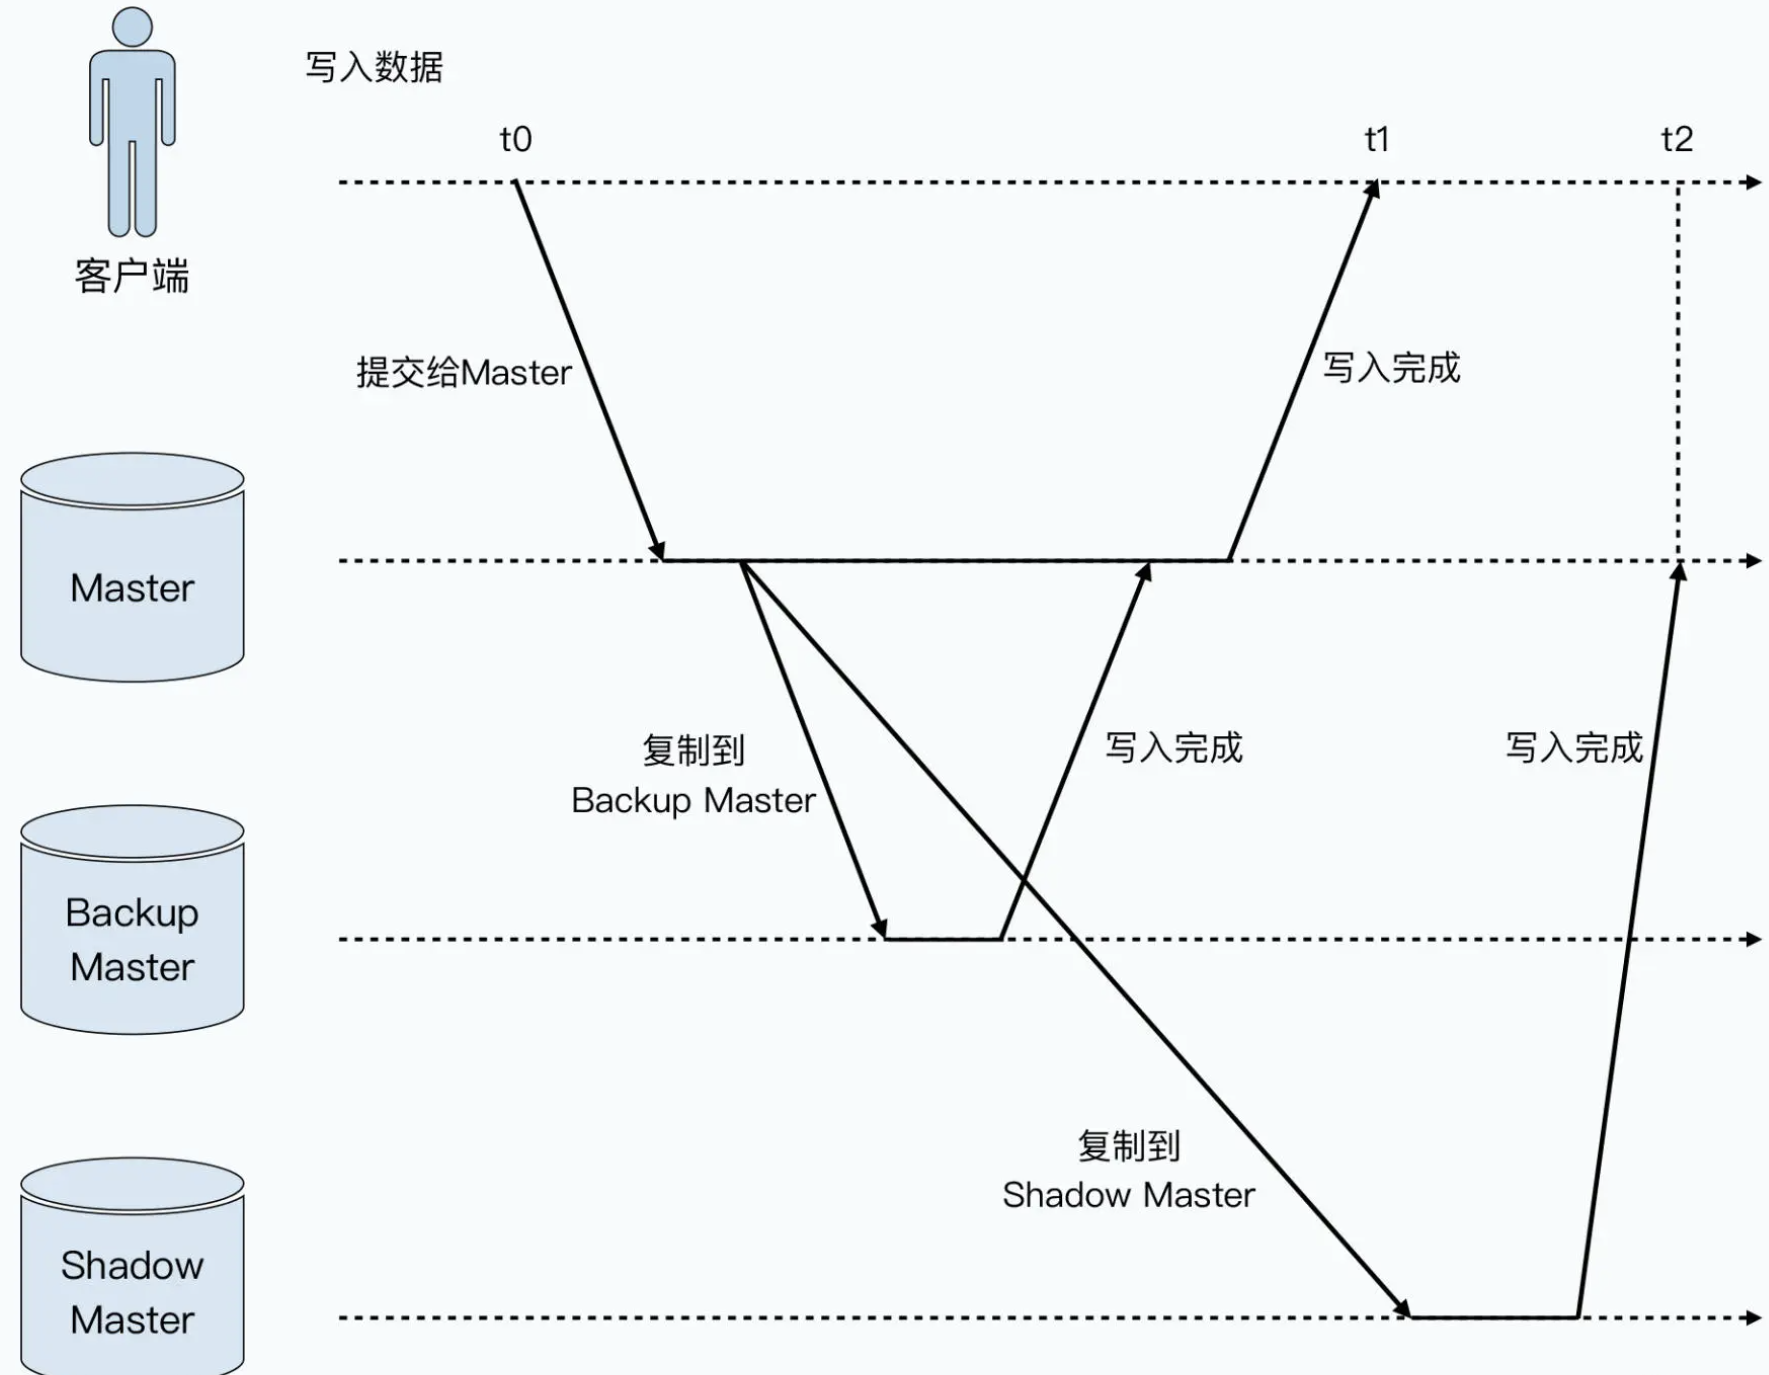 写入数据
t0
t1
t2
客户端
提交给Master
写入完成
Master
复制到
Backup Master
写入完成
写入完成
Backup
Master
复制到
Shadow Master
Shadow
Master